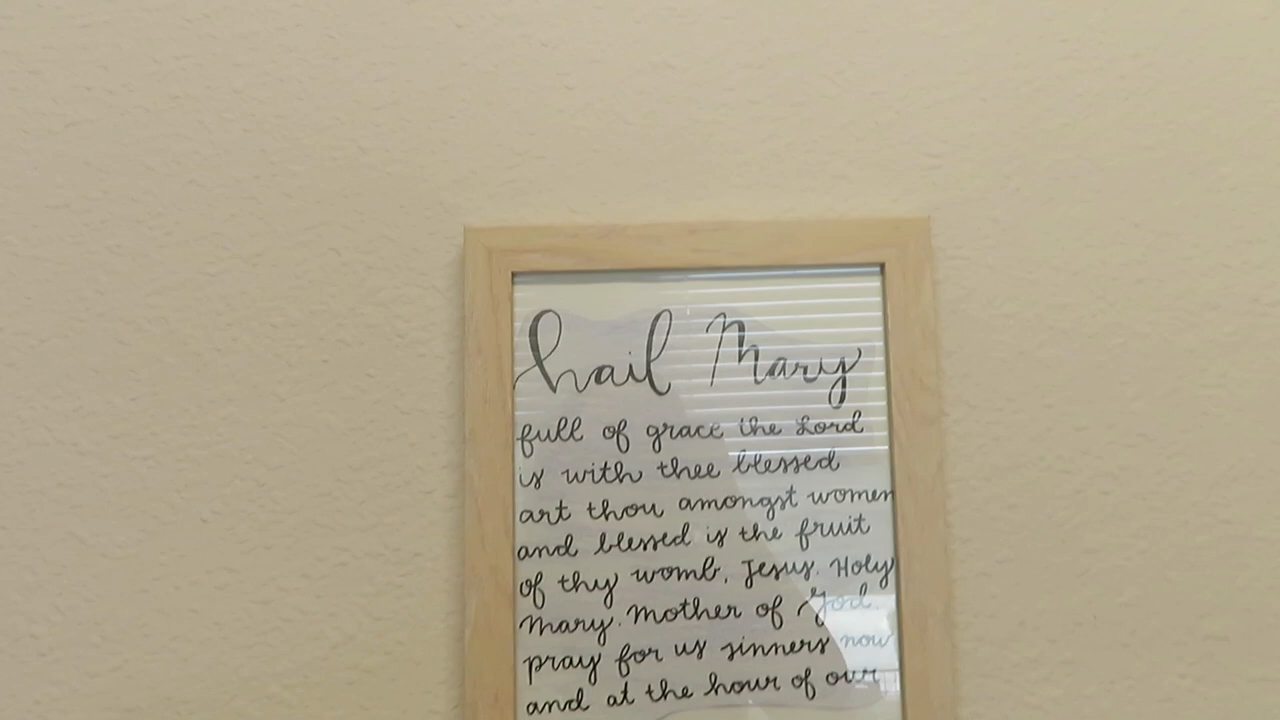 hail Mary
full of grace the Lord
is with thee blessed
art thou amongst women
and blessed is the fruit
of thy womb, Jesus. Holy
Mary. Mother of God.
pray for us sinners now
and at the hour of our